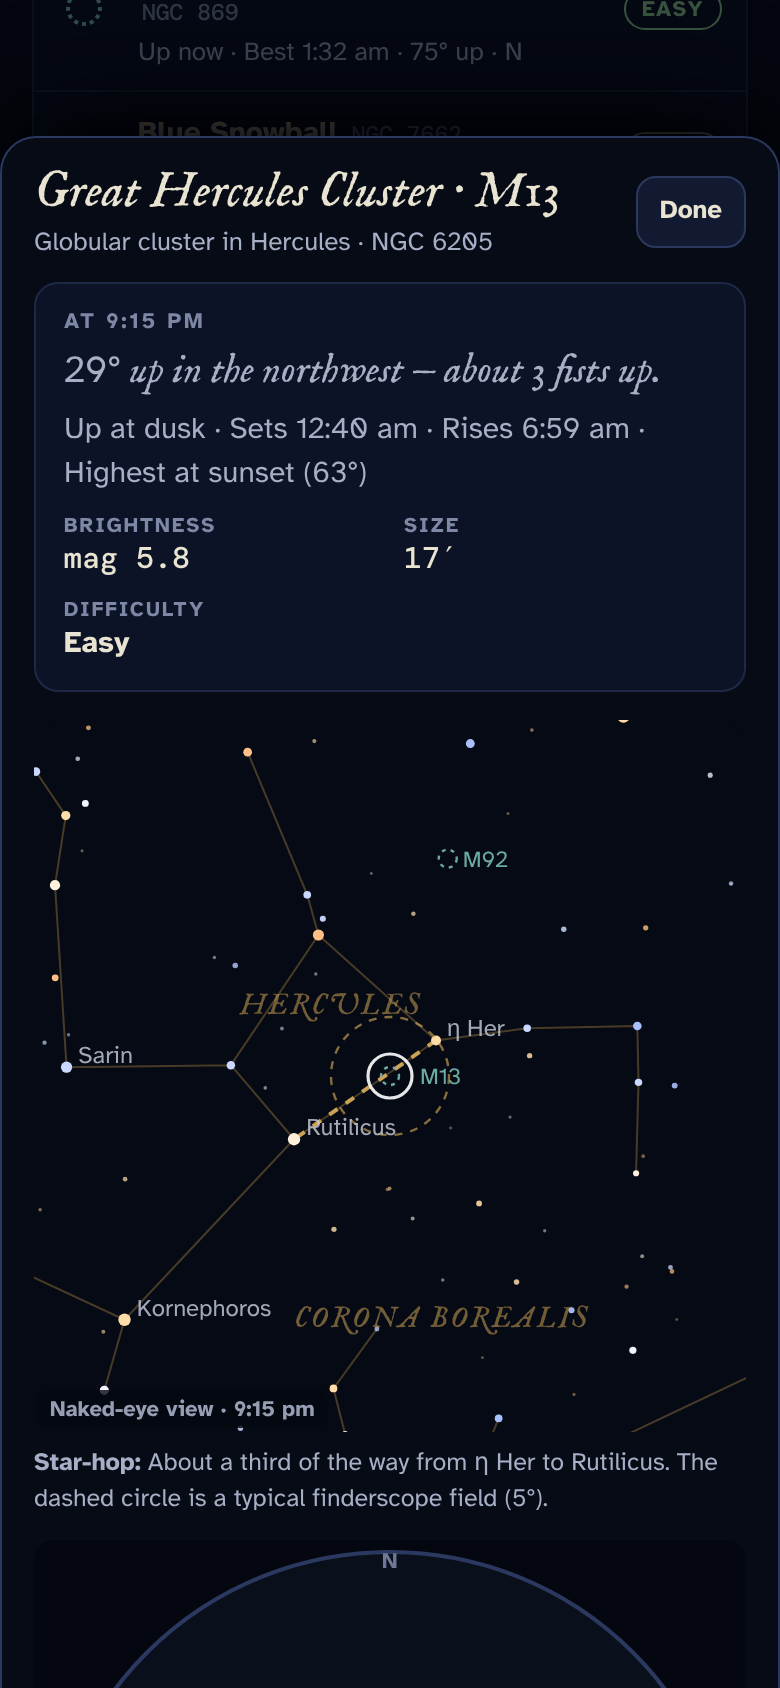 NGC 869
EASY
Up now · Best 1:32 am · 75° up · N
Blue Snowball NGC 7662
Great Hercules Cluster · M13
Done
Globular cluster in Hercules · NGC 6205
AT 9:15 PM
29° up in the northwest — about 3 fists up.
Up at dusk · Sets 12:40 am · Rises 6:59 am ·
Highest at sunset (63°)
BRIGHTNESS
mag 5.8
SIZE
17′
DIFFICULTY
Easy
M92
HERCULES
η Her
Sarin
M13
Rutilicus
Kornephoros
CORONA BOREALIS
Naked-eye view · 9:15 pm
Star-hop: About a third of the way from η Her to Rutilicus. The
dashed circle is a typical finderscope field (5°).
N